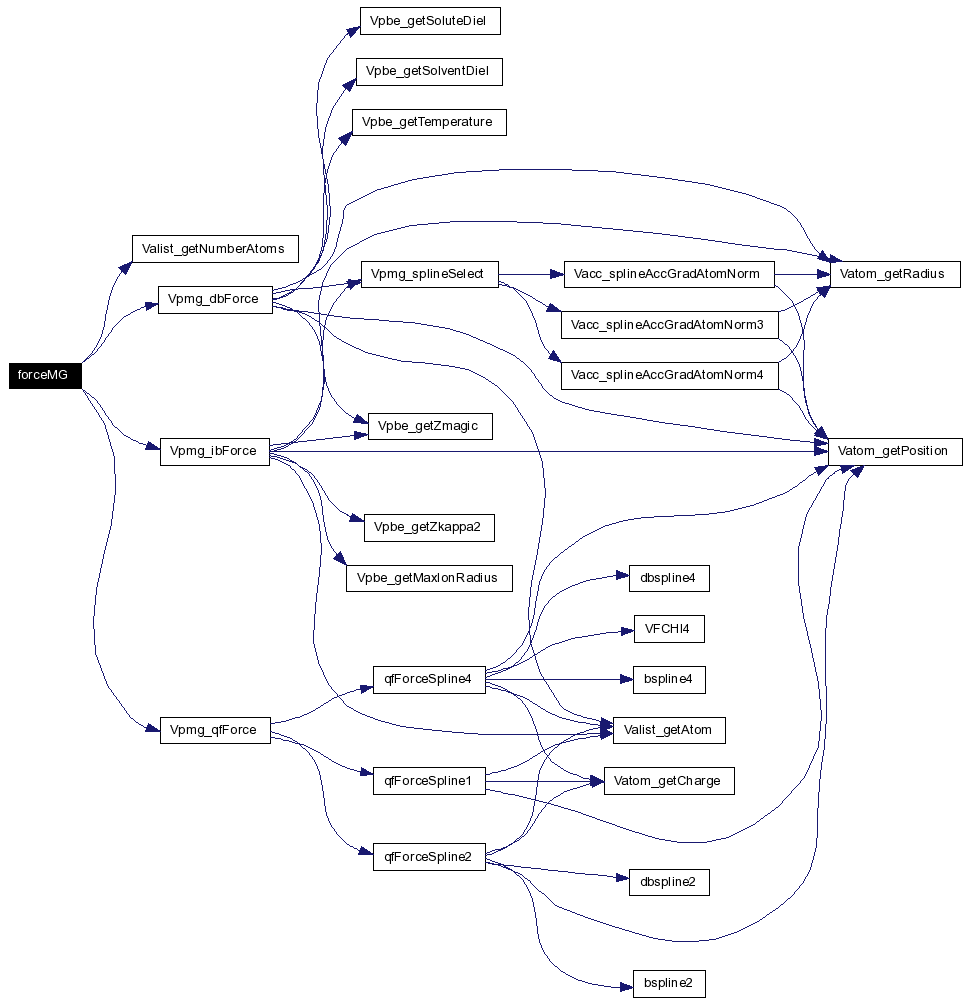 Vpbe_getSoluteDiel
Vpbe_getSolventDiel
Vpbe_getTemperature
Valist_getNumberAtoms
Vpmg_splineSelect
Vacc_splineAccGradAtomNorm
Vatom_getRadius
Vpmg_dbForce
Vacc_splineAccGradAtomNorm3
forceMG
Vacc_splineAccGradAtomNorm4
Vpbe_getZmagic
Vpmg_ibForce
Vatom_getPosition
Vpbe_getZkappa2
Vpbe_getMaxIonRadius
dbspline4
VFCHI4
qfForceSpline4
bspline4
Vpmg_qfForce
Valist_getAtom
qfForceSpline1
Vatom_getCharge
qfForceSpline2
dbspline2
bspline2